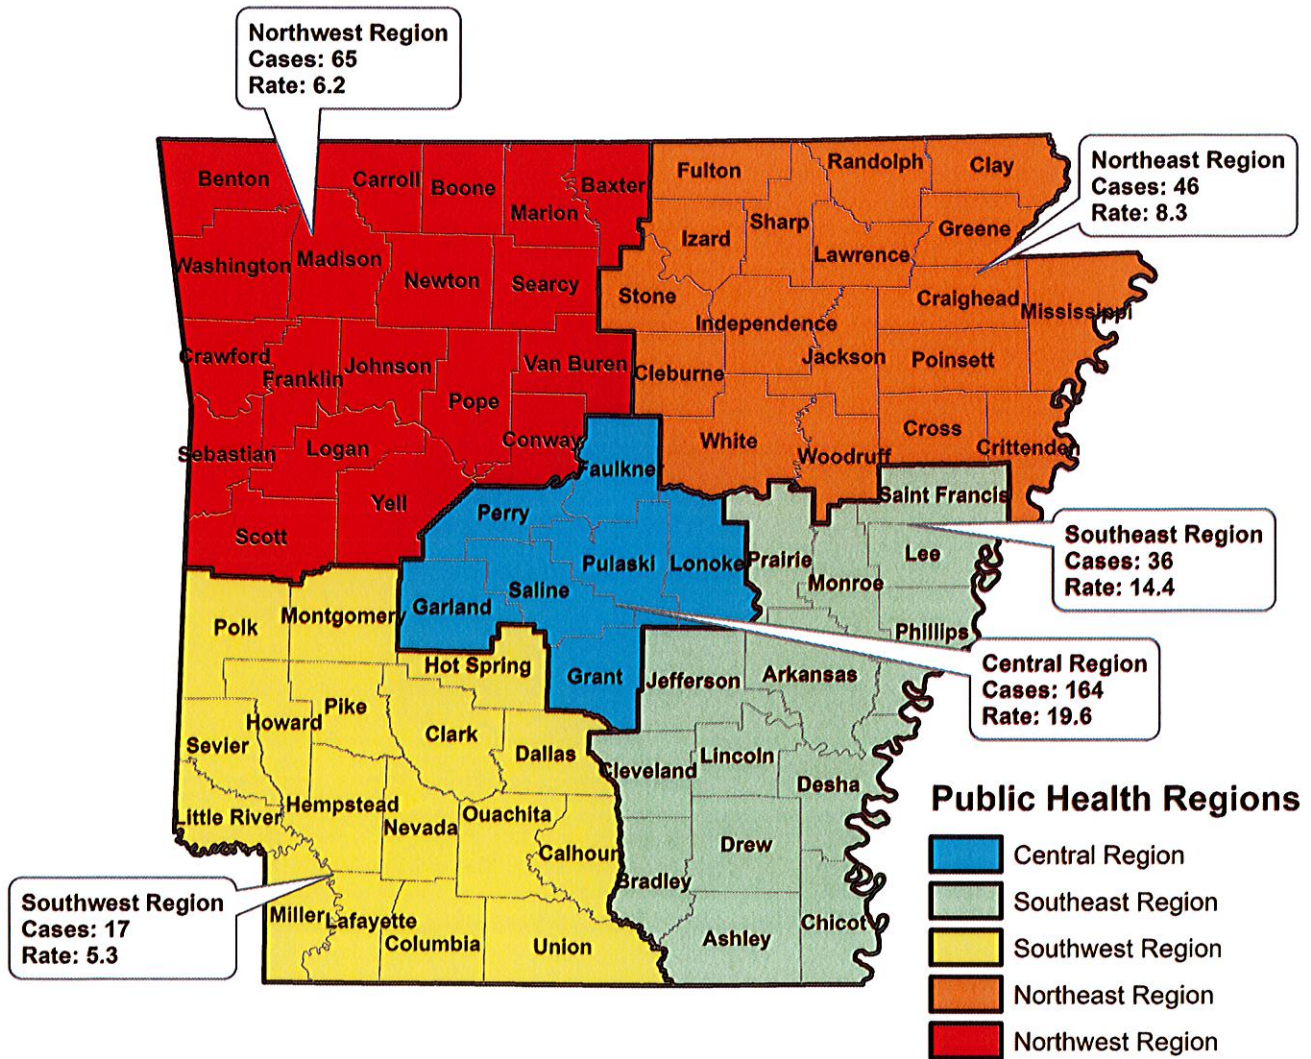 Northwest Region
Cases: 65
Rate: 6.2
Northeast Region
Cases: 46
Rate: 8.3
Benton
Carroll
Boone
Marion
Baxter
Fulton
Randolph
Clay
Sharp
Greene
Izard
Lawrence
Washington
Madison
Newton
Searcy
Stone
Craighead
Mississippi
Independence
Crawford
Franklin
Johnson
Van Buren
Cleburne
Jackson
Poinsett
Pope
Sebastian
Logan
Conway
White
Woodruff
Cross
Crittenden
Faulkner
Yell
Scott
Perry
Saint Francis
Southeast Region
Cases: 36
Rate: 14.4
Pulaski
Lonoke
Prairie
Monroe
Lee
Saline
Garland
Phillips
Polk
Montgomery
Hot Spring
Grant
Jefferson
Arkansas
Central Region
Cases: 164
Rate: 19.6
Howard
Pike
Clark
Sevier
Dallas
Cleveland
Lincoln
Desha
Little River
Hempstead
Nevada
Ouachita
Calhoun
Drew
Bradley
Southwest Region
Cases: 17
Rate: 5.3
Miller
Lafayette
Columbia
Union
Ashley
Chicot
Public Health Regions
Central Region
Southeast Region
Southwest Region
Northeast Region
Northwest Region